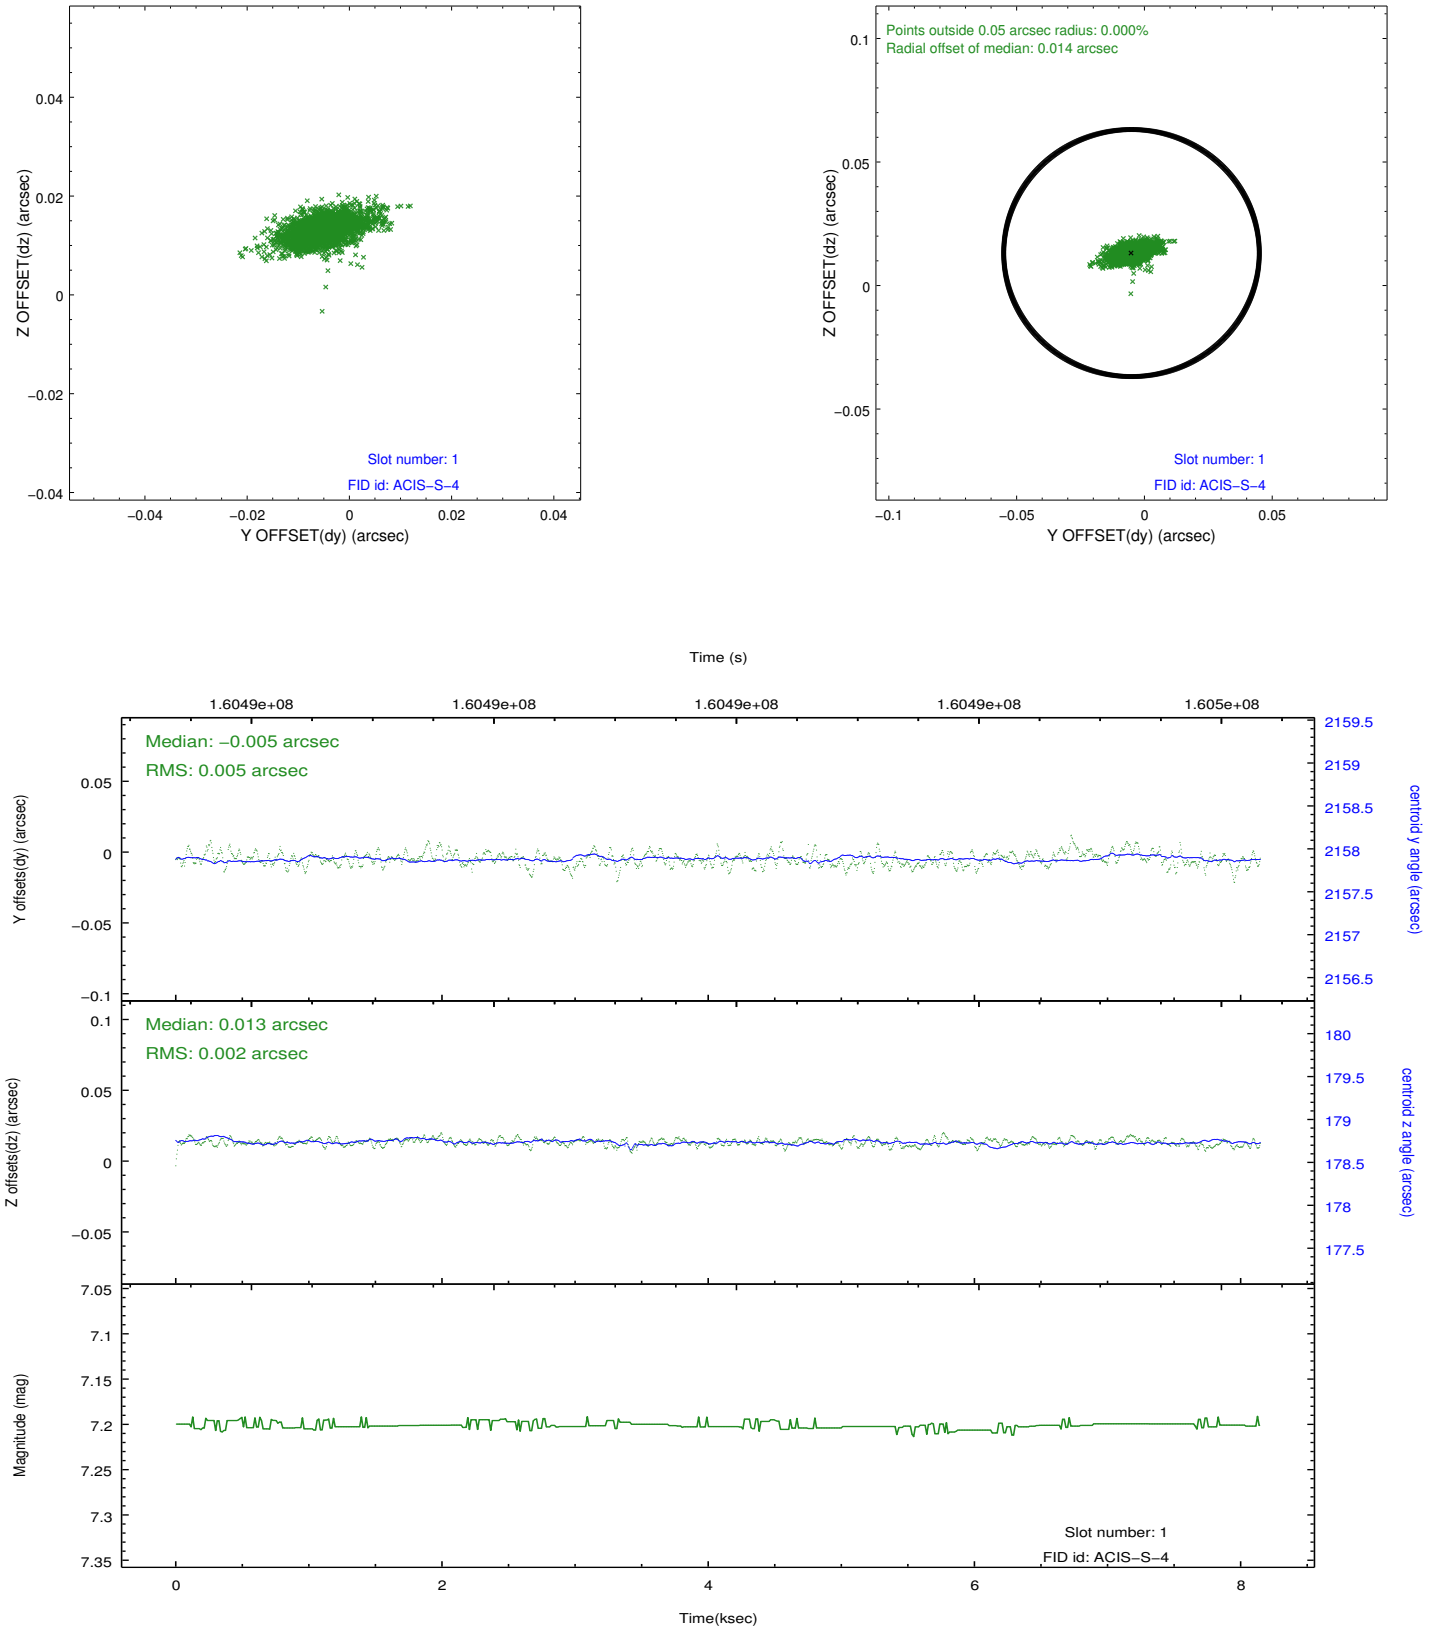 0.04
0.02
0
−0.02
−0.04
Z OFFSET(dz) (arcsec)
Slot number: 1
FID id: ACIS−S−4
−0.04
−0.02
0
0.02
0.04
Y OFFSET(dy) (arcsec)
Points outside 0.05 arcsec radius: 0.000%
Radial offset of median: 0.014 arcsec
0.1
0.05
0
−0.05
Z OFFSET(dz) (arcsec)
Slot number: 1
FID id: ACIS−S−4
−0.1
−0.05
0
0.05
Y OFFSET(dy) (arcsec)
Time (s)
1.6049e+08
1.6049e+08
1.6049e+08
1.6049e+08
1.605e+08
Median: −0.005 arcsec
RMS: 0.005 arcsec
0.05
0
−0.05
−0.1
Y offsets(dy) (arcsec)
2159.5
2159
2158.5
2158
2157.5
2157
2156.5
centroid y angle (arcsec)
Median: 0.013 arcsec
RMS: 0.002 arcsec
0.1
0.05
0
−0.05
Z offsets(dz) (arcsec)
180
179.5
179
178.5
178
177.5
centroid z angle (arcsec)
7.05
7.1
7.15
7.2
7.25
7.3
7.35
Magnitude (mag)
Slot number: 1
FID id: ACIS−S−4
0
2
4
6
8
Time(ksec)